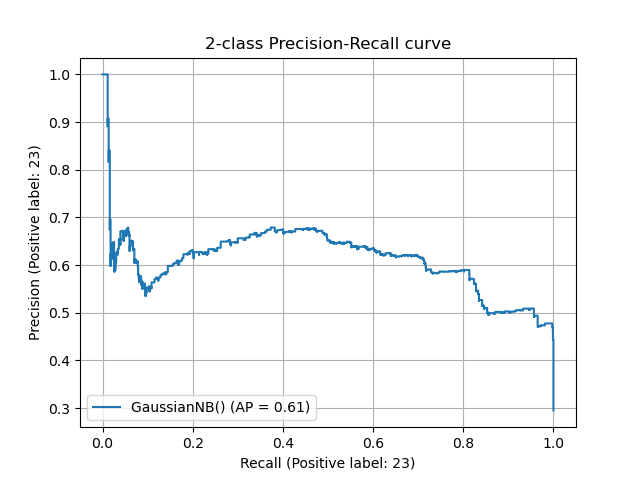 2-class Precision-Recall curve
1.0
0.9
0.8
0.7
0.6
0.5
0.4
0.3
Precision (Positive label: 23)
GaussianNB() (AP = 0.61)
0.0 0.2 0.4 0.6 0.8 1.0
Recall (Positive label: 23)